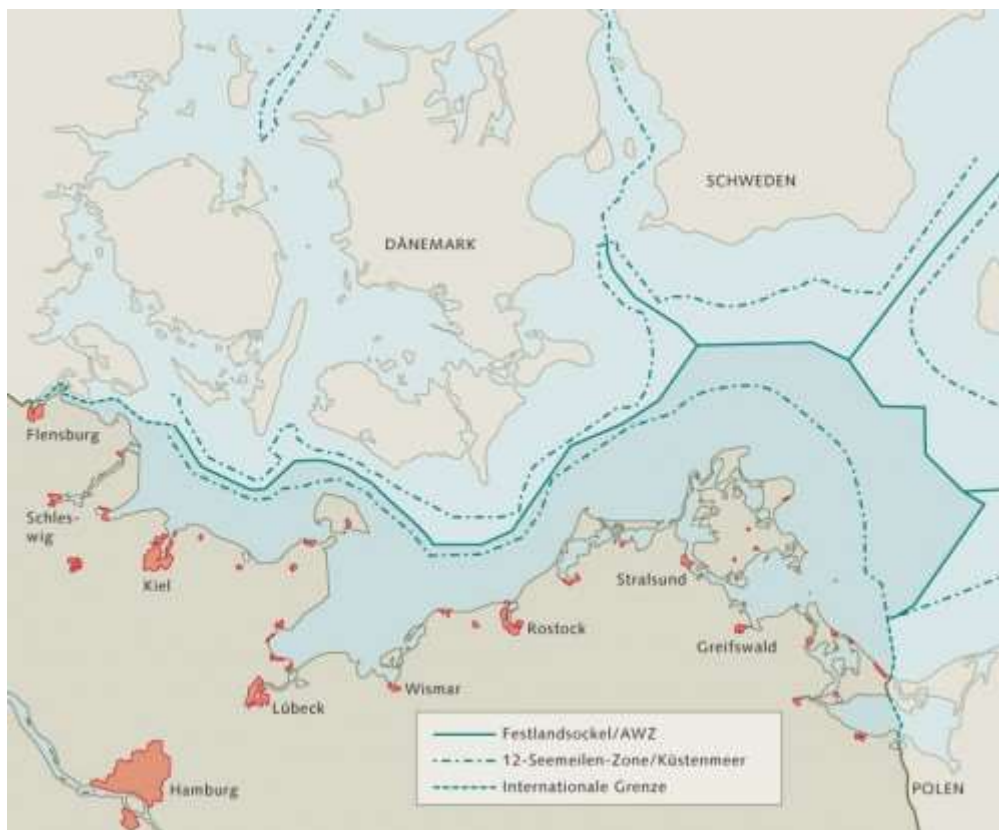 SCHWEDEN
DÄNEMARK
Flensburg
Schles-
wig
Kiel
Stralsund
Rostock
Greifswald
Wismar
Lübeck
Hamburg
POLEN
Festlandsockel/AWZ
12-Seemeilen-Zone/Küstenmeer
Internationale Grenze